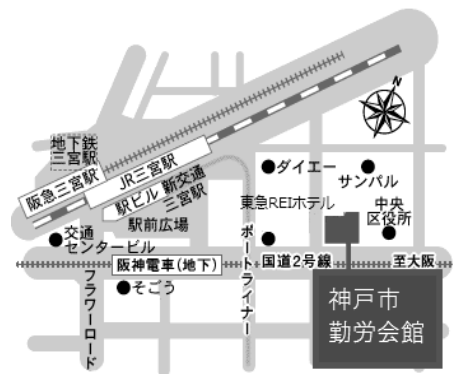 N
地下鉄
三宮駅
阪急三宮駅
JR三宮駅
駅ビル
新交通
三宮駅
駅前広場
ダイエー
サンパル
東急REIホテル
中央
区役所
交通
センタービル
阪神電車(地下)
国道2号線
至大阪
そごう
フラワーロード
ポートライナー
神戸市
勤労会館